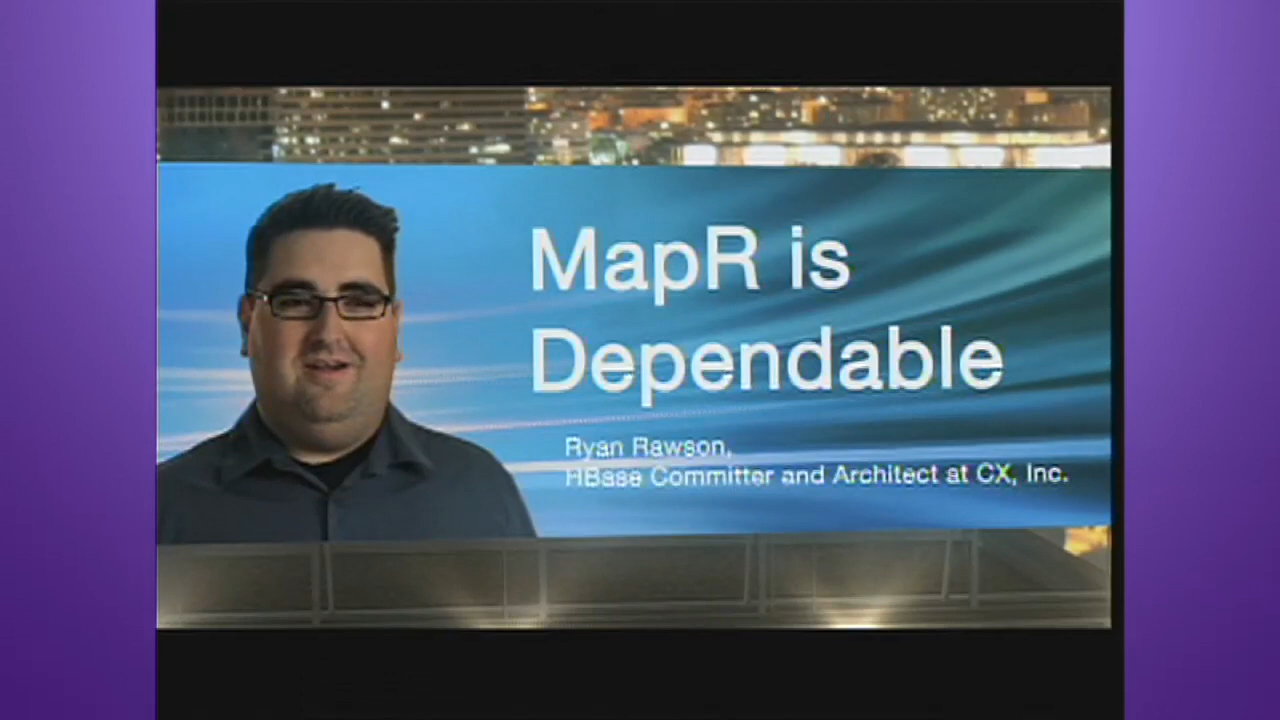 MapR is
Dependable
Ryan Rawson,
HBase Committer and Architect at CX, Inc.